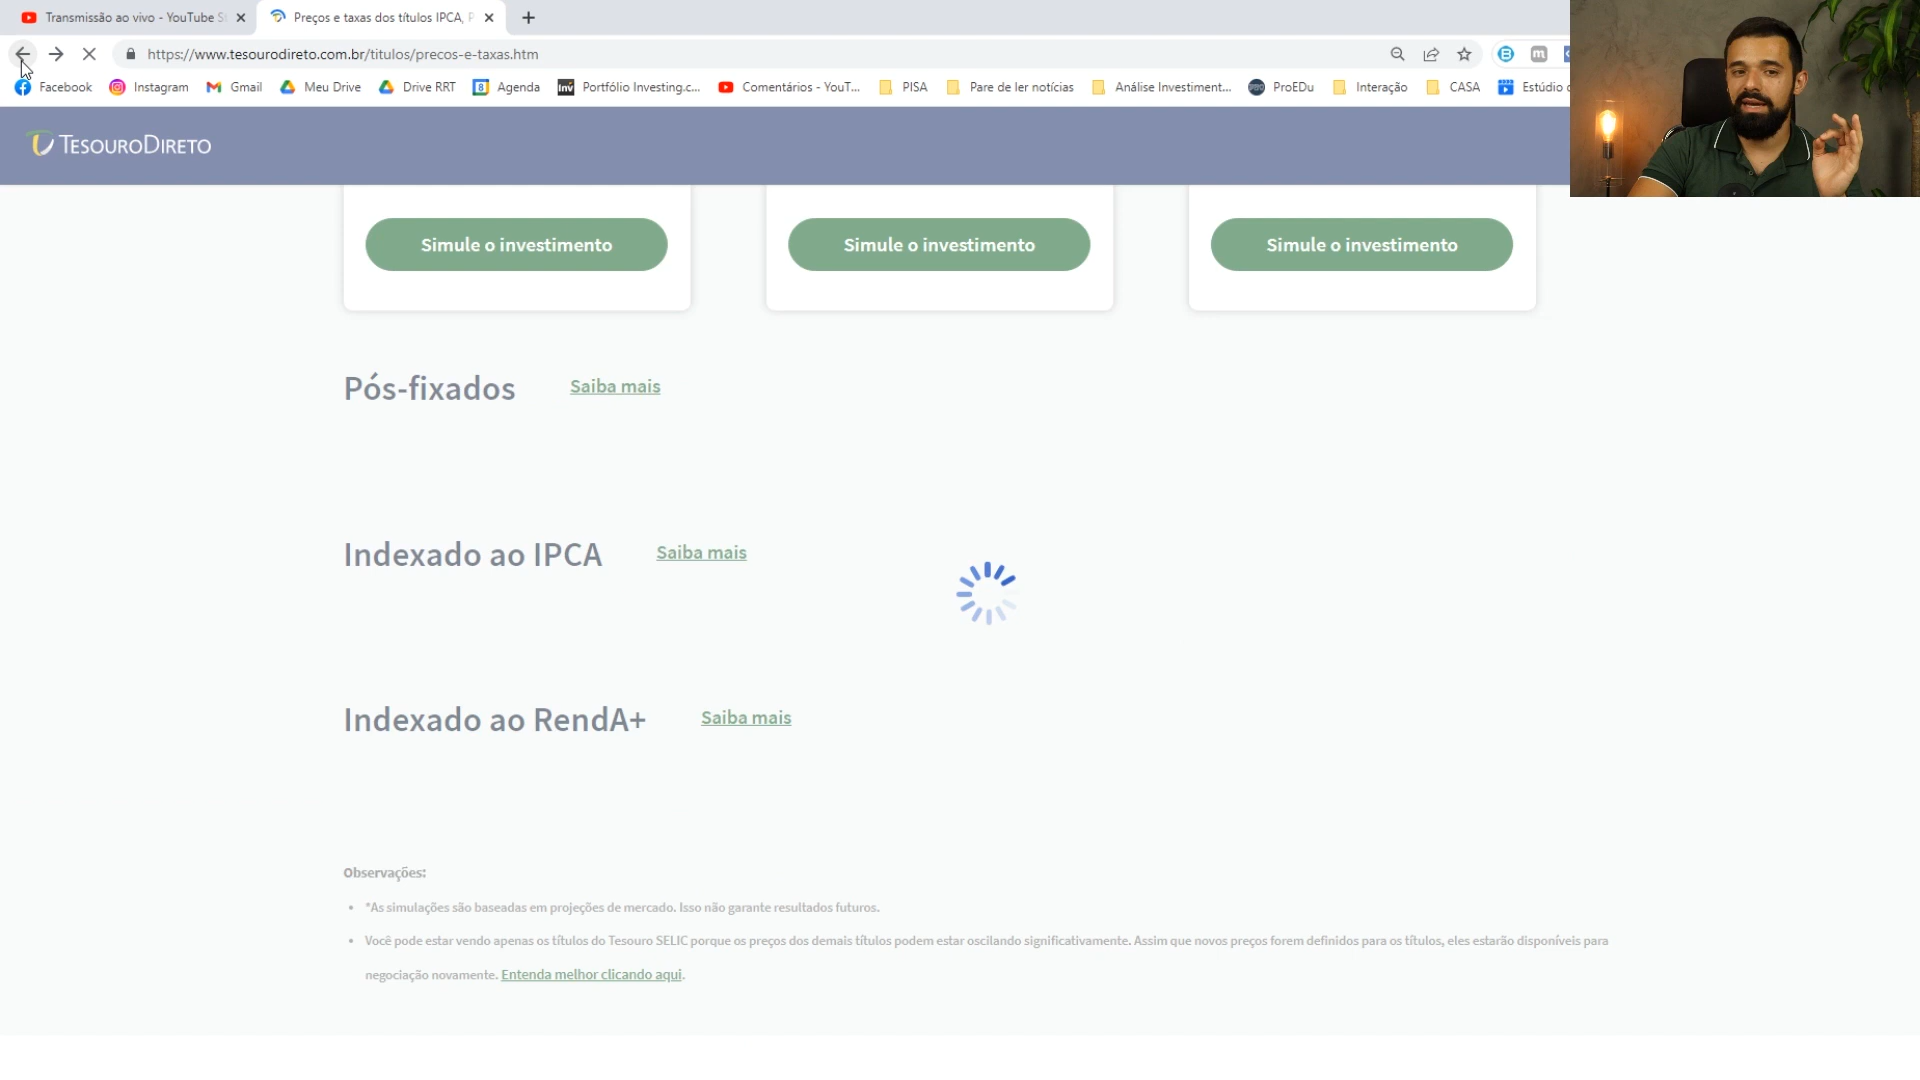 Transmissão ao vivo - YouTube S
Preços e taxas dos títulos IPCA, P
https://www.tesourodireto.com.br/titulos/precos-e-taxas.htm
Facebook
Instagram
Gmail
Meu Drive
Drive RRT
8
Agenda
Inv
Portfólio Investing.c...
Comentários - YouT...
PISA
Pare de ler notícias
Análise Investiment...
ProEDu
Interação
CASA
Estúdio
TESOURODIRETO
Simule o investimento
Simule o investimento
Simule o investimento
Pós-fixados
Saiba mais
Indexado ao IPCA
Saiba mais
Indexado ao RendA+
Saiba mais
Observações:
• *As simulações são baseadas em projeções de mercado. Isso não garante resultados futuros.
• Você pode estar vendo apenas os títulos do Tesouro SELIC porque os preços dos demais títulos podem estar oscilando significativamente. Assim que novos preços forem definidos para os títulos, eles estarão disponíveis para
negociação novamente. Entenda melhor clicando aqui.